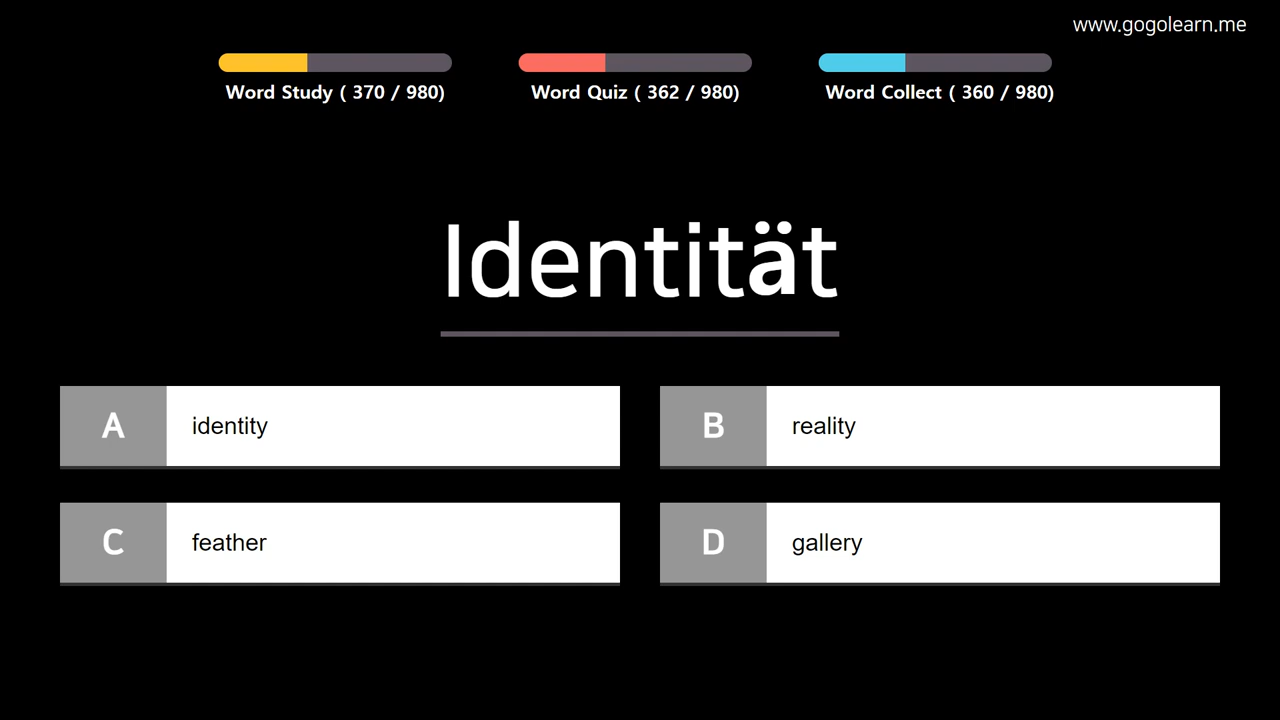 www.gogolearn.me
Word Study ( 370 / 980)
Word Quiz ( 362 / 980)
Word Collect ( 360 / 980)
Identität
A identity
B reality
C feather
D gallery